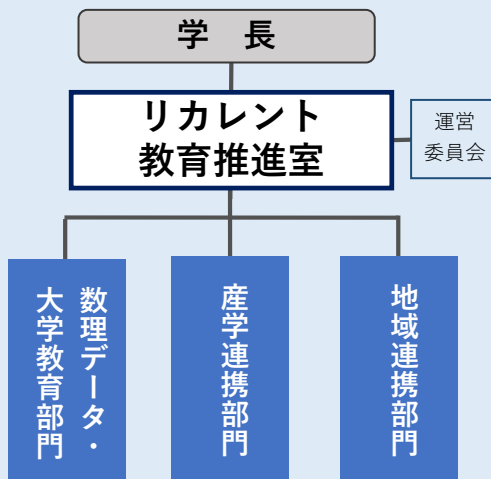 学　長
リカレント
教育推進室
運営
委員会
数理データ・
大学教育部門
産学連携部門
地域連携部門